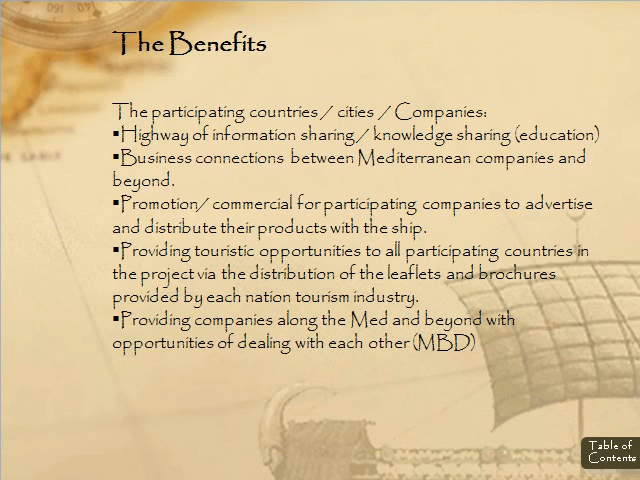 The Benefits
The participating countries / cities / Companies:
▪Highway of information sharing / knowledge sharing (education)
▪Business connections between Mediterranean companies and
beyond.
▪Promotion/ commercial for participating companies to advertise
and distribute their products with the ship.
▪Providing touristic opportunities to all participating countries in
the project via the distribution of the leaflets and brochures
provided by each nation tourism industry.
▪Providing companies along the Med and beyond with
opportunities of dealing with each other (MBD)
Table of
Contents